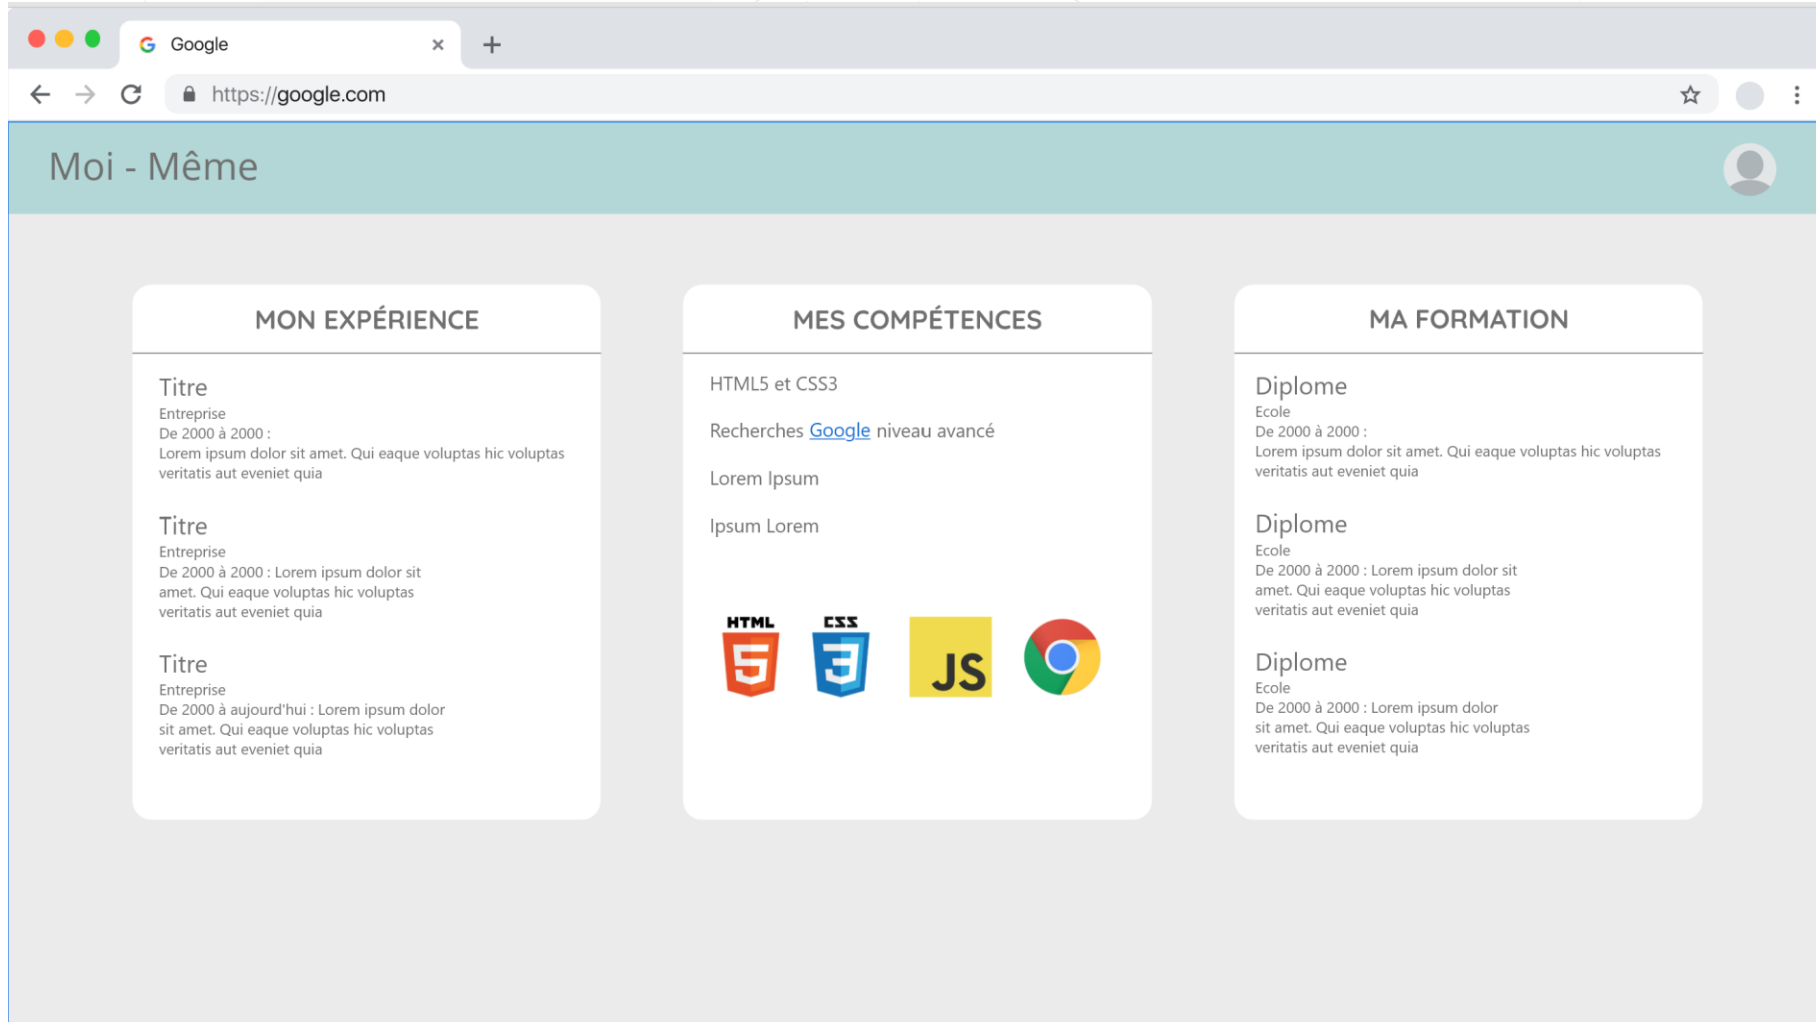 Google
https://google.com
Moi - Même
MON EXPÉRIENCE
Titre
Entreprise
De 2000 à 2000 :
Lorem ipsum dolor sit amet. Qui eaque voluptas hic voluptas
veritatis aut eveniet quia
Titre
Entreprise
De 2000 à 2000 : Lorem ipsum dolor sit
amet. Qui eaque voluptas hic voluptas
veritatis aut eveniet quia
Titre
Entreprise
De 2000 à aujourd'hui : Lorem ipsum dolor
sit amet. Qui eaque voluptas hic voluptas
veritatis aut eveniet quia
MES COMPÉTENCES
HTML5 et CSS3
Recherches Google niveau avancé
Lorem Ipsum
Ipsum Lorem
HTML
CSS
5
3
JS
MA FORMATION
Diplome
Ecole
De 2000 à 2000 :
Lorem ipsum dolor sit amet. Qui eaque voluptas hic voluptas
veritatis aut eveniet quia
Diplome
Ecole
De 2000 à 2000 : Lorem ipsum dolor sit
amet. Qui eaque voluptas hic voluptas
veritatis aut eveniet quia
Diplome
Ecole
De 2000 à 2000 : Lorem ipsum dolor
sit amet. Qui eaque voluptas hic voluptas
veritatis aut eveniet quia